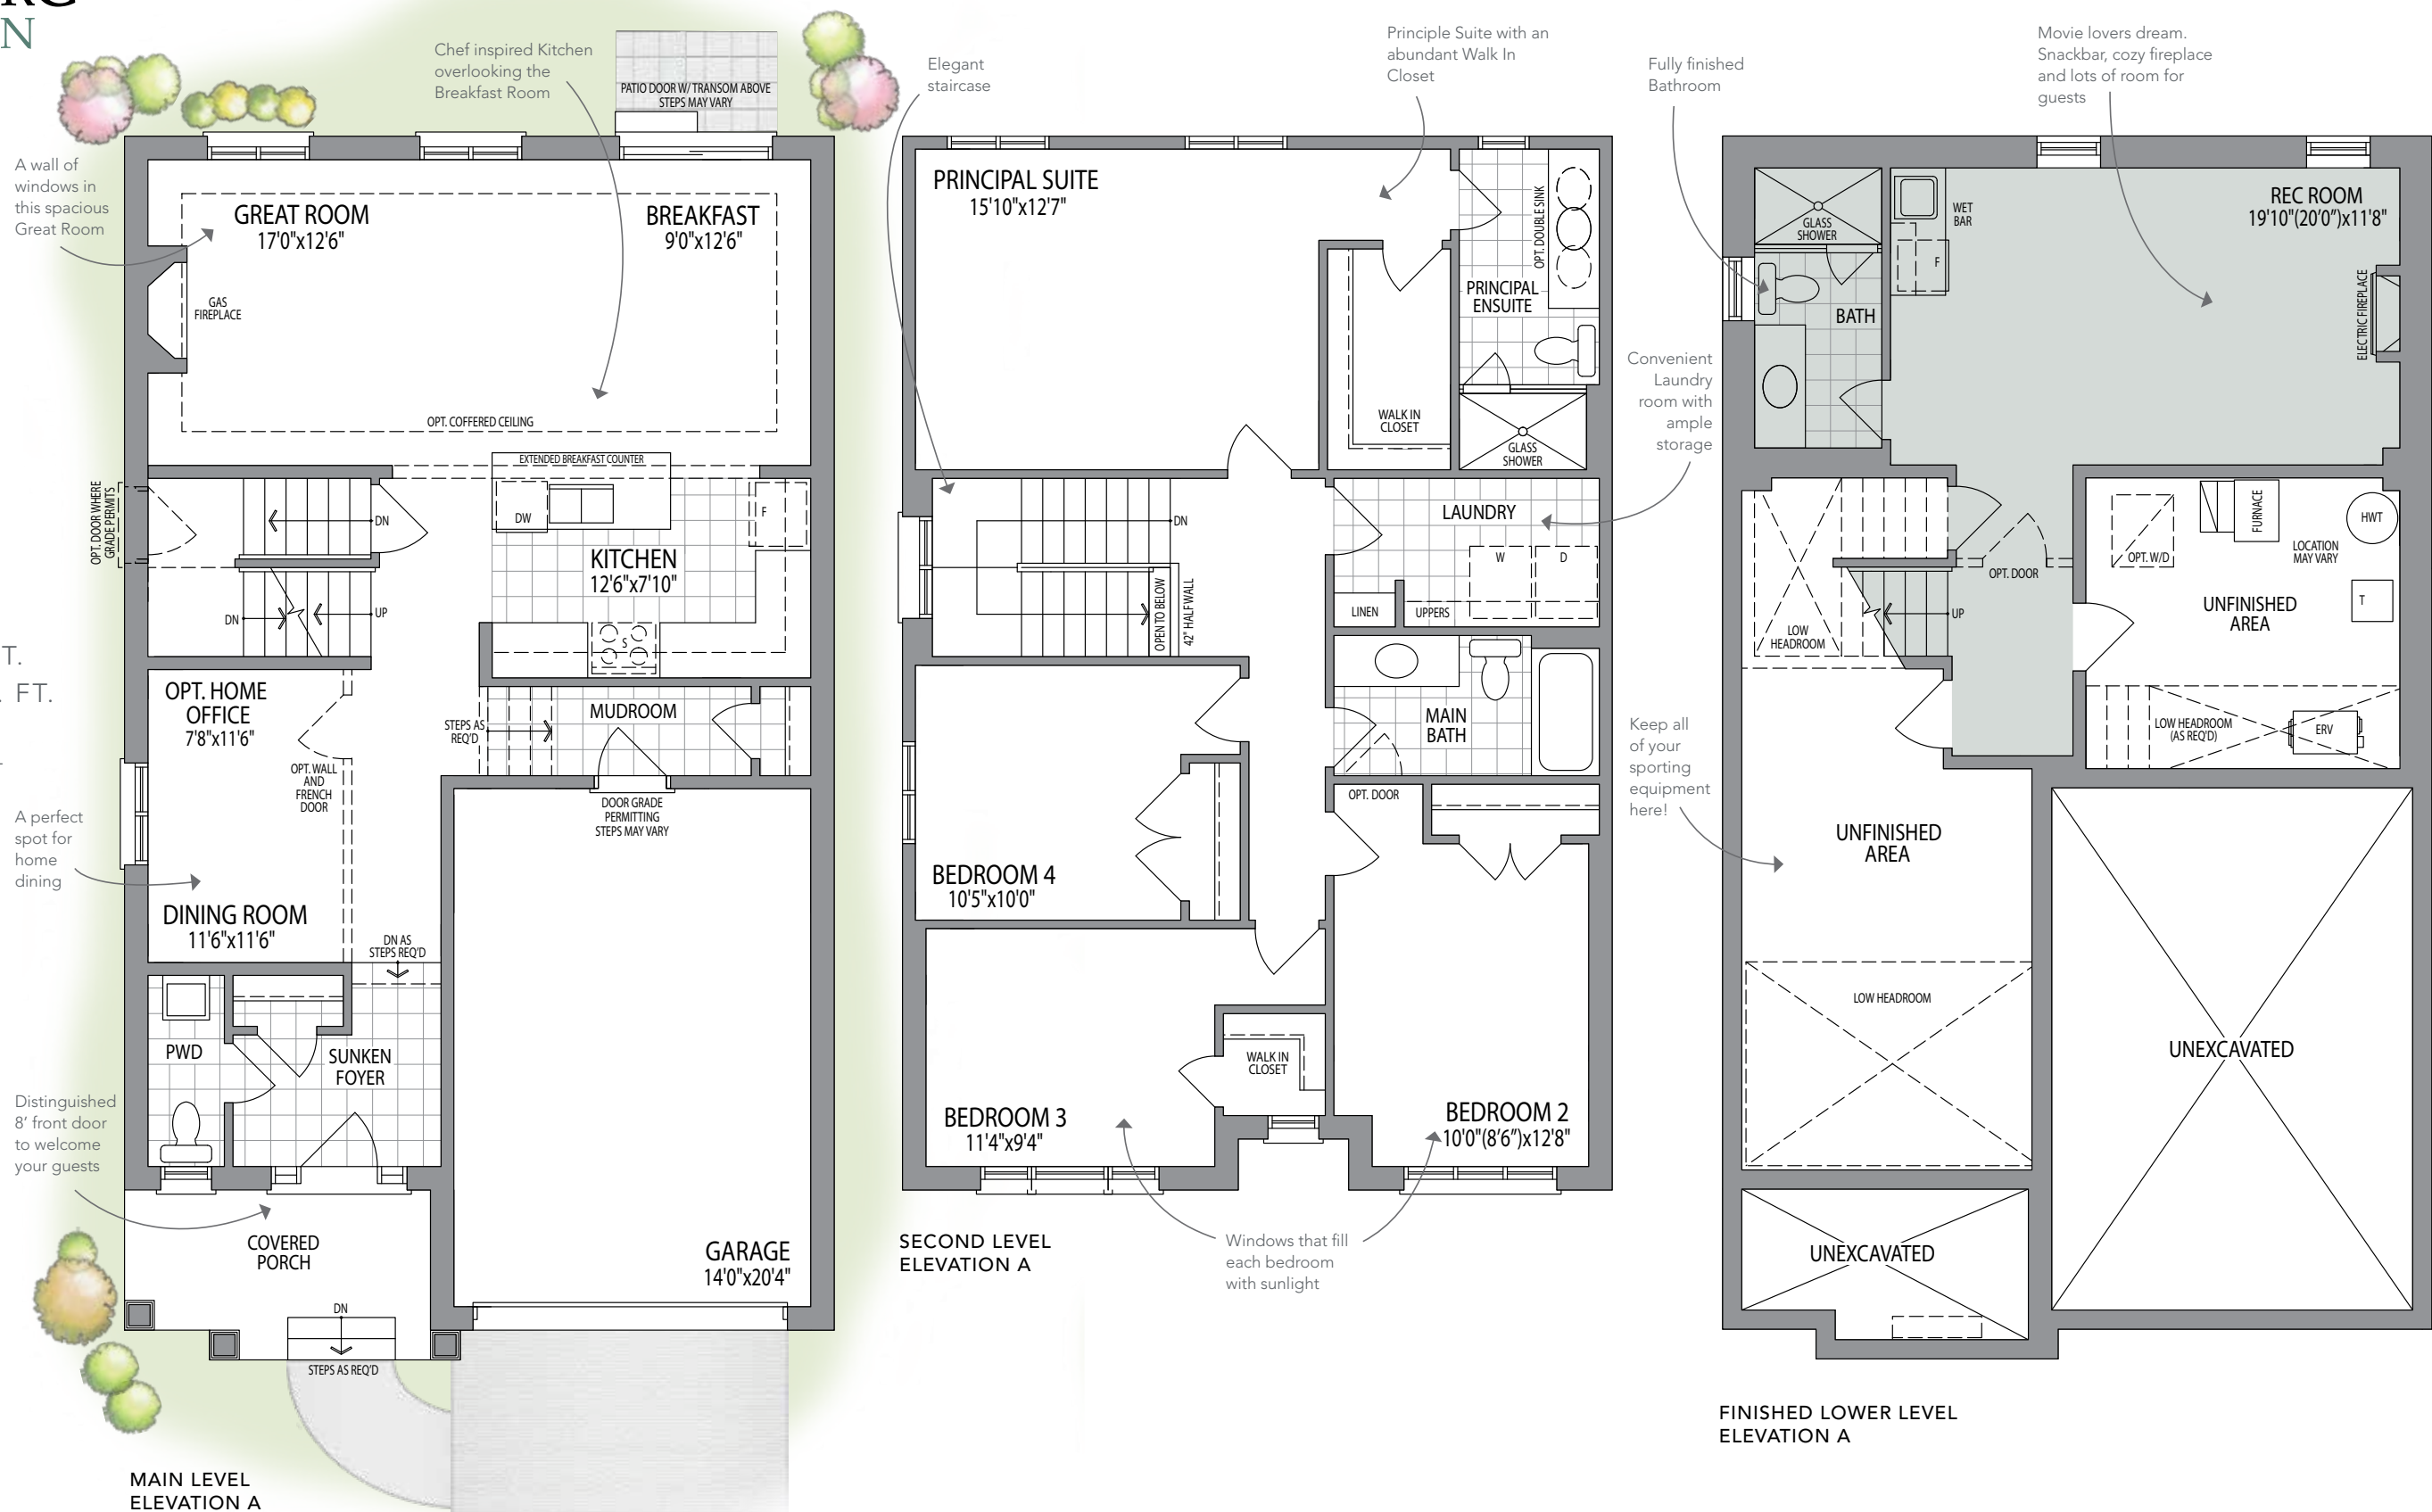 RG
N
T.
FT.
Chef inspired Kitchen
overlooking the
Breakfast Room
PATIO DOOR W/ TRANSOM ABOVE
STEPS MAY VARY
A wall of
windows in
this spacious
Great Room
GREAT ROOM
17'0"x12'6"
BREAKFAST
9'0"x12'6"
GAS
FIREPLACE
OPT. COFFERED CEILING
EXTENDED BREAKFAST COUNTER
OPT. DOOR WHERE
GRADE PERMITS
DN
DW
F
KITCHEN
12'6"x7'10"
DN
UP
S
OPT. HOME
OFFICE
7'8"x11'6"
STEPS AS
REQ'D
MUDROOM
OPT. WALL
AND
FRENCH
DOOR
DOOR GRADE
PERMITTING
STEPS MAY VARY
A perfect
spot for
home
dining
DINING ROOM
11'6"x11'6"
DN AS
STEPS REQ'D
PWD
SUNKEN
FOYER
Distinguished
8' front door
to welcome
your guests
COVERED
PORCH
GARAGE
14'0"x20'4"
DN
STEPS AS REQ'D
MAIN LEVEL
ELEVATION A
Elegant
staircase
Principle Suite with an
abundant Walk In
Closet
PRINCIPAL SUITE
15'10"x12'7"
OPT. DOUBLE SINK
PRINCIPAL
ENSUITE
WALK IN
CLOSET
GLASS
SHOWER
Convenient
Laundry
room with
ample
storage
DN
LAUNDRY
W
D
OPEN TO BELOW
42" HALF WALL
LINEN
UPPERS
MAIN
BATH
OPT. DOOR
BEDROOM 4
10'5"x10'0"
WALK IN
CLOSET
BEDROOM 3
11'4"x9'4"
BEDROOM 2
10'0"(8'6")x12'8"
SECOND LEVEL
ELEVATION A
Windows that fill
each bedroom
with sunlight
Fully finished
Bathroom
Movie lovers dream.
Snackbar, cozy fireplace
and lots of room for
guests
GLASS
SHOWER
WET
BAR
F
REC ROOM
19'10"(20'0")x11'8"
BATH
ELECTRIC FIREPLACE
OPT. W/D
FURNACE
HWT
LOCATION
MAY VARY
OPT. DOOR
T
UNFINISHED
AREA
LOW
HEADROOM
UP
LOW HEADROOM
(AS REQ'D)
ERV
Keep all
of your
sporting
equipment
here!
UNFINISHED
AREA
LOW HEADROOM
UNEXCAVATED
UNEXCAVATED
FINISHED LOWER LEVEL
ELEVATION A